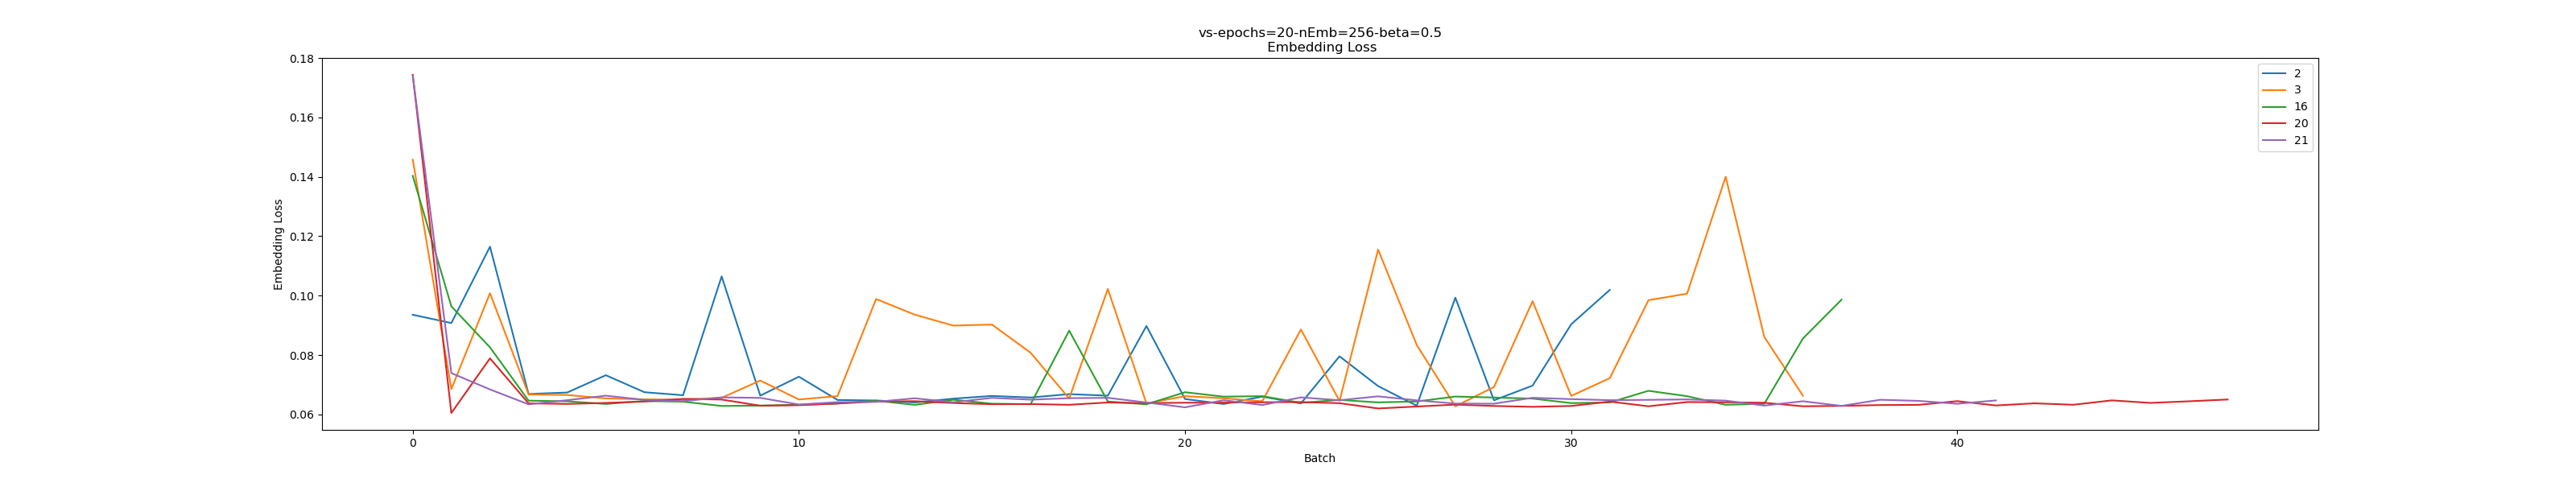 vs-epochs=20-nEmb=256-beta=0.5
Embedding Loss
0.18
0.16
0.14
0.12
0.10
0.08
0.06
Embedding Loss
0 10 20 30 40
Batch
2
3
16
20
21